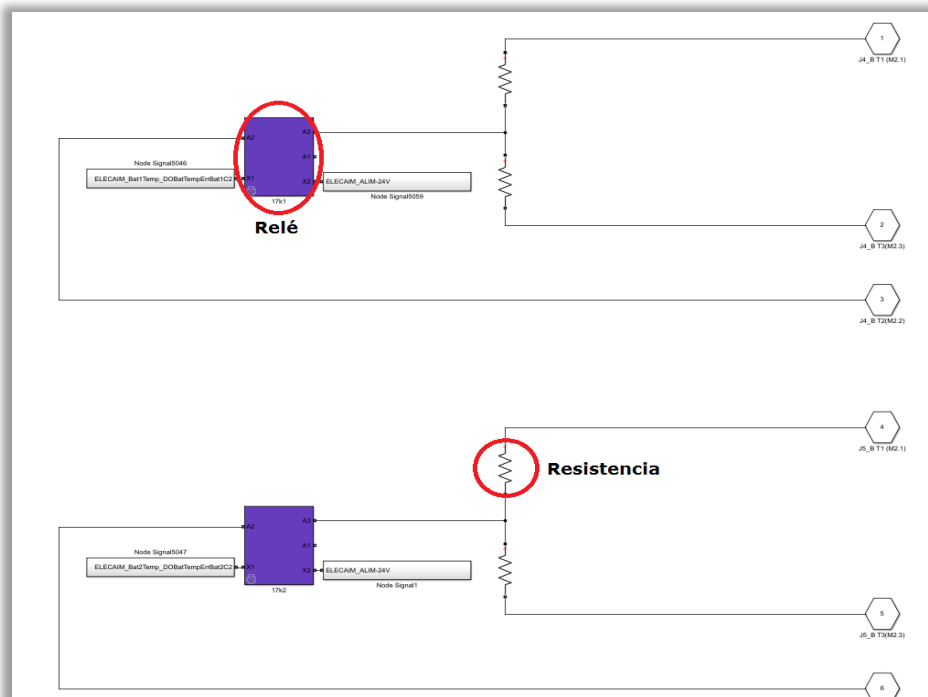 1
J4_B T1 (M2.1)
A2
A3
Node Signal5046
A1
ELECAIM_Bat1Temp_DOBatTempErrBat1C2
X1
X2
ELECAIM_ALIM-24V
17k1
Node Signal5059
Relé
2
J4_B T3(M2.3)
3
J4_B T2(M2.2)
4
J5_B T1 (M2.1)
Resistencia
A2
A3
Node Signal5047
A1
ELECAIM_Bat2Temp_DOBatTempErrBat2C2
X1
X2
ELECAIM_ALIM-24V
17k2
Node Signal1
5
J5_B T3(M2.3)
6